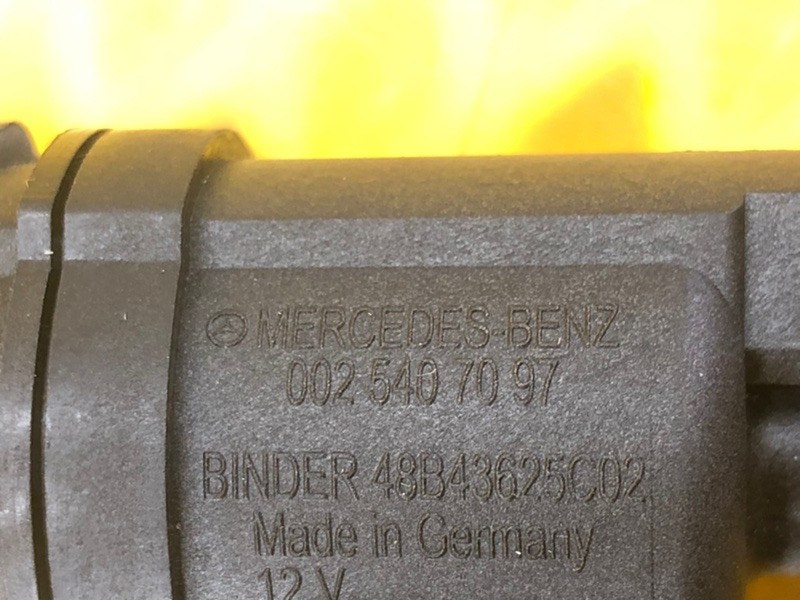 MERCEDES-BENZ
002 540 70 97
BINDER 48B43625C02
Made in Germany
12 V